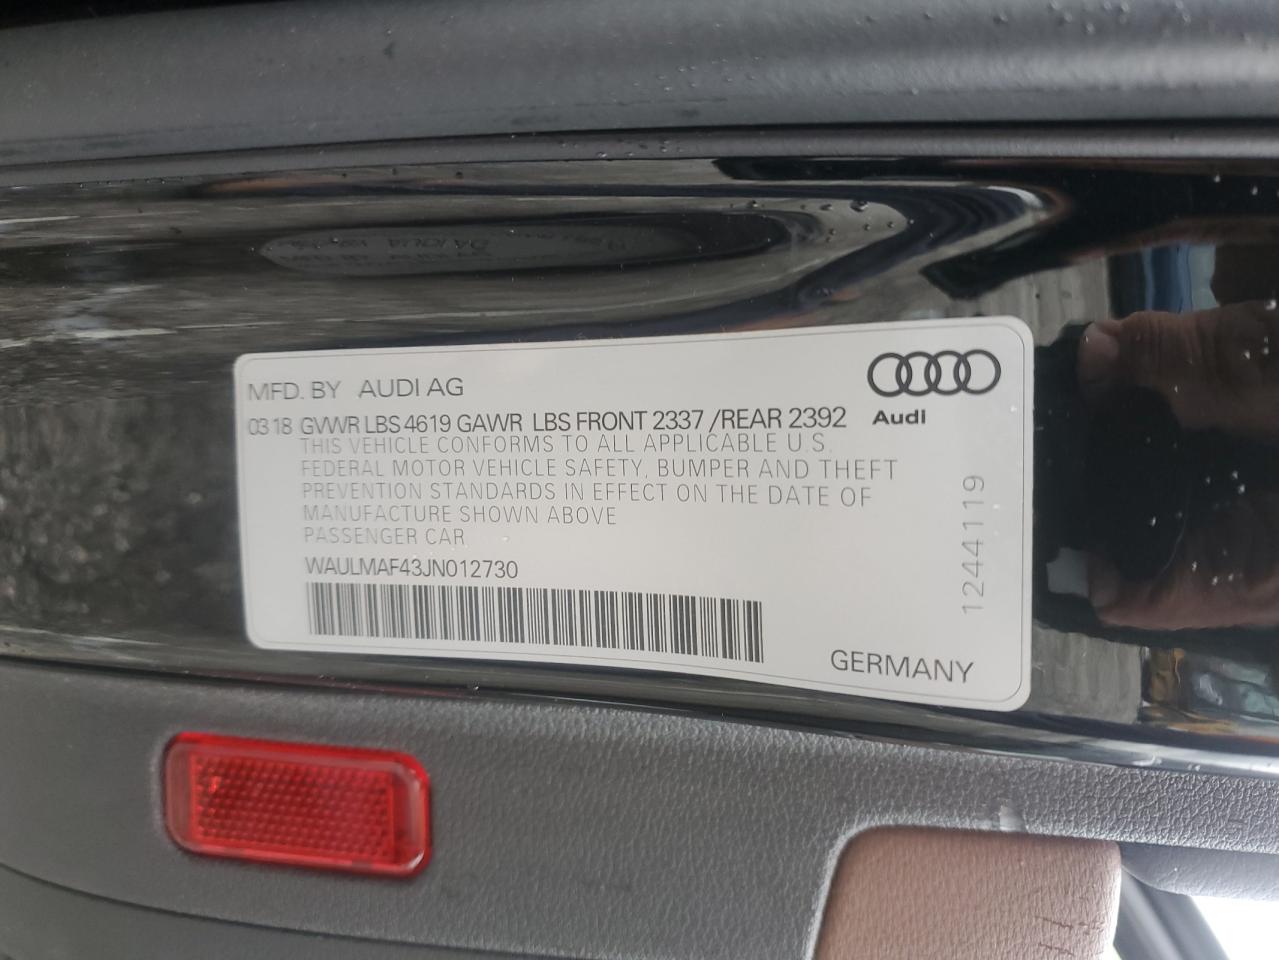 MFD. BY AUDI AG
Audi
03 18 GVWR LBS 4619 GAWR LBS FRONT 2337 / REAR 2392
THIS VEHICLE CONFORMS TO ALL APPLICABLE U.S.
FEDERAL MOTOR VEHICLE SAFETY, BUMPER AND THEFT
PREVENTION STANDARDS IN EFFECT ON THE DATE OF
MANUFACTURE SHOWN ABOVE
PASSENGER CAR
WAULMAF43JN012730
GERMANY
1244119